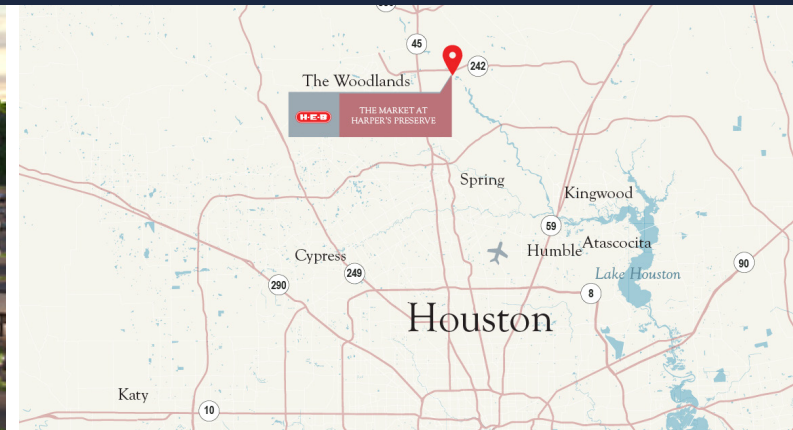 45
242
The Woodlands
H-E-B
THE MARKET AT
HARPER'S PRESERVE
Spring
Kingwood
59
Humble
Atascocita
Cypress
249
Lake Houston
90
290
8
Houston
Katy
10